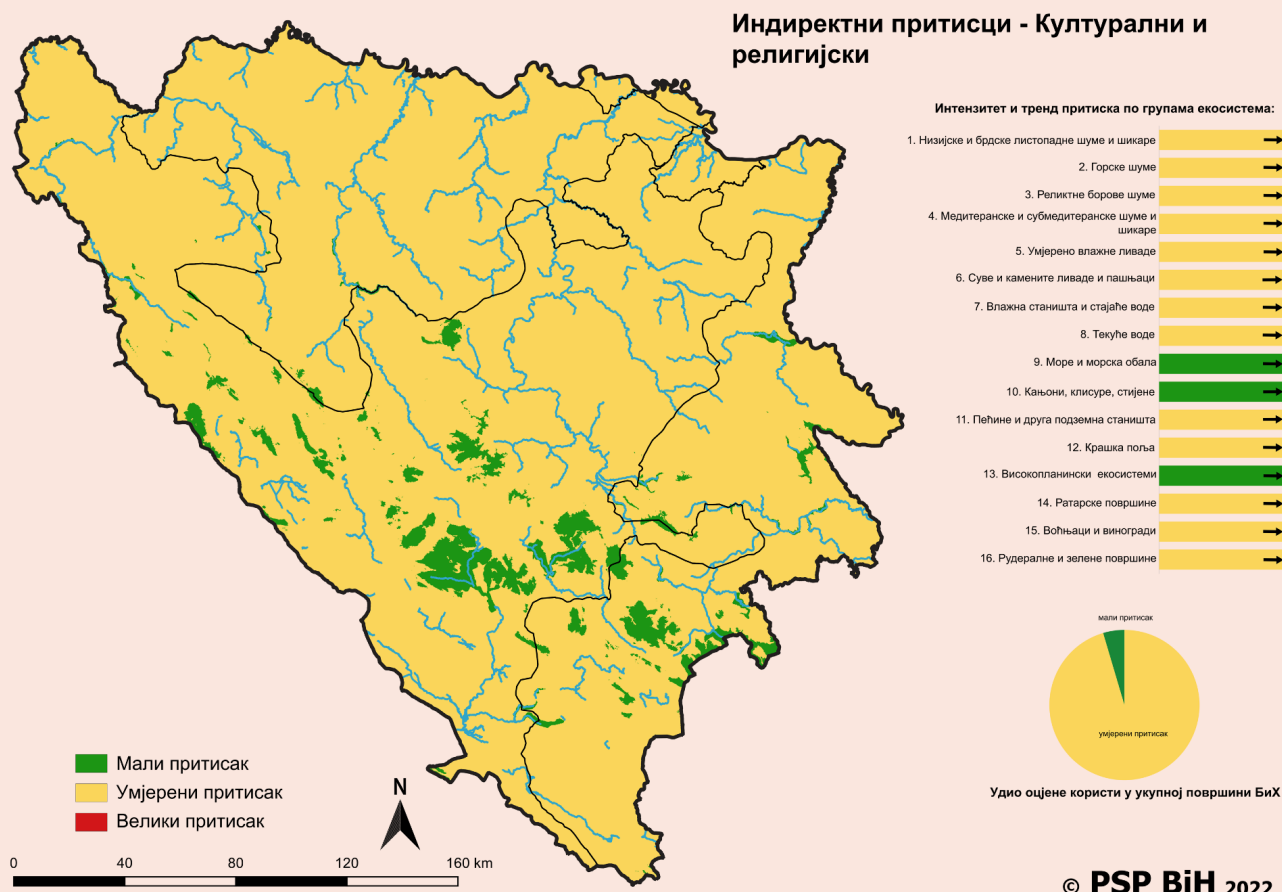 Индиректни притисци - Културални и
религијски
Интензитет и тренд притиска по групама екосистема:
1. Низијске и брдске листопадне шуме и шикаре
2. Горске шуме
3. Реликтне борове шуме
4. Медитеранске и субмедитеранске шуме и
шикаре
5. Умјерено влажне ливаде
6. Суве и камените ливаде и пашњаци
7. Влажна станишта и стајаће воде
8. Текуће воде
9. Море и морска обала
10. Кањони, клисуре, стијене
11. Пећине и друга подземна станишта
12. Крашка поља
13. Високопланински екосистеми
14. Ратарске површине
15. Воћњаци и виногради
16. Рудералне и зелене површине
мали притисак
умјерени притисак
Удио оцјене користи у укупној површини БиХ
Мали притисак
Умјерени притисак
Велики притисак
N
0 40 80 120 160 km
© PSP BiH 2022